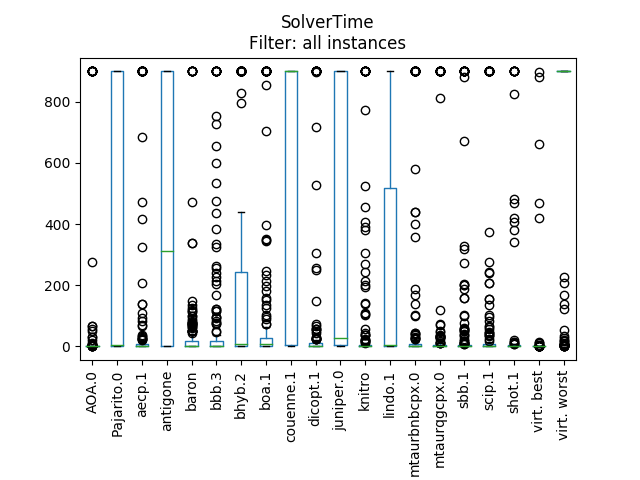 SolverTime
Filter: all instances
800
600
400
200
0
AOA.0
Pajarito.0
aecp.1
antigone
baron
bbb.3
bhyb.2
boa.1
couenne.1
dicopt.1
juniper.0
knitro
lindo.1
mtaurbnbcpx.0
mtaurqgcpx.0
sbb.1
scip.1
shot.1
virt. best
virt. worst